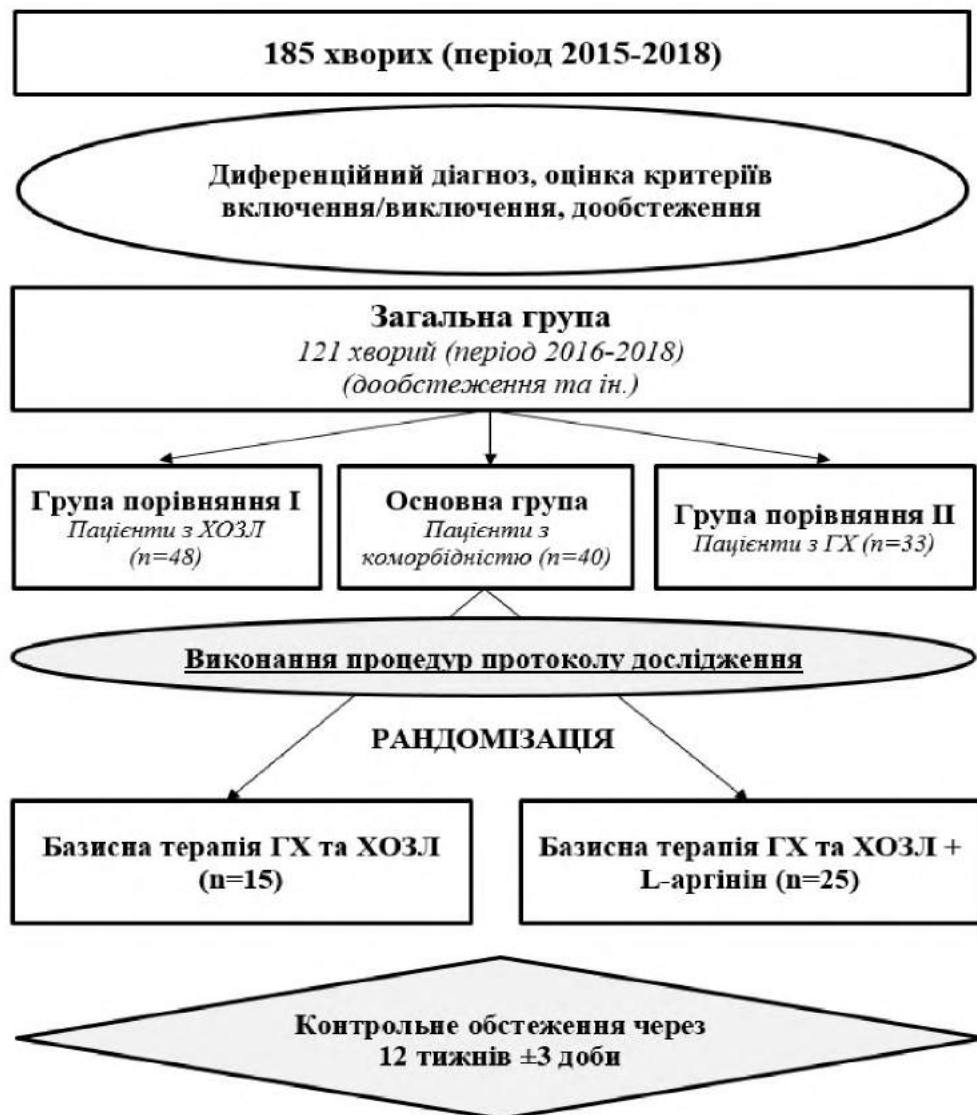 185 хворих (період 2015-2018)
Диференційний діагноз, оцінка критеріїв
включення/виключення, дообстеження
Загальна група
121 хворий (період 2016-2018)
(дообстеження та ін.)
Група порівняння I
Пацієнти з ХОЗЛ
(n=48)
Основна група
Пацієнти з
коморбідністю (n=40)
Група порівняння II
Пацієнти з ГХ (n=33)
Виконання процедур протоколу дослідження
РАНДОМІЗАЦІЯ
Базисна терапія ГХ та ХОЗЛ
(n=15)
Базисна терапія ГХ та ХОЗЛ +
L-аргінін (n=25)
Контрольне обстеження через
12 тижнів ±3 доби